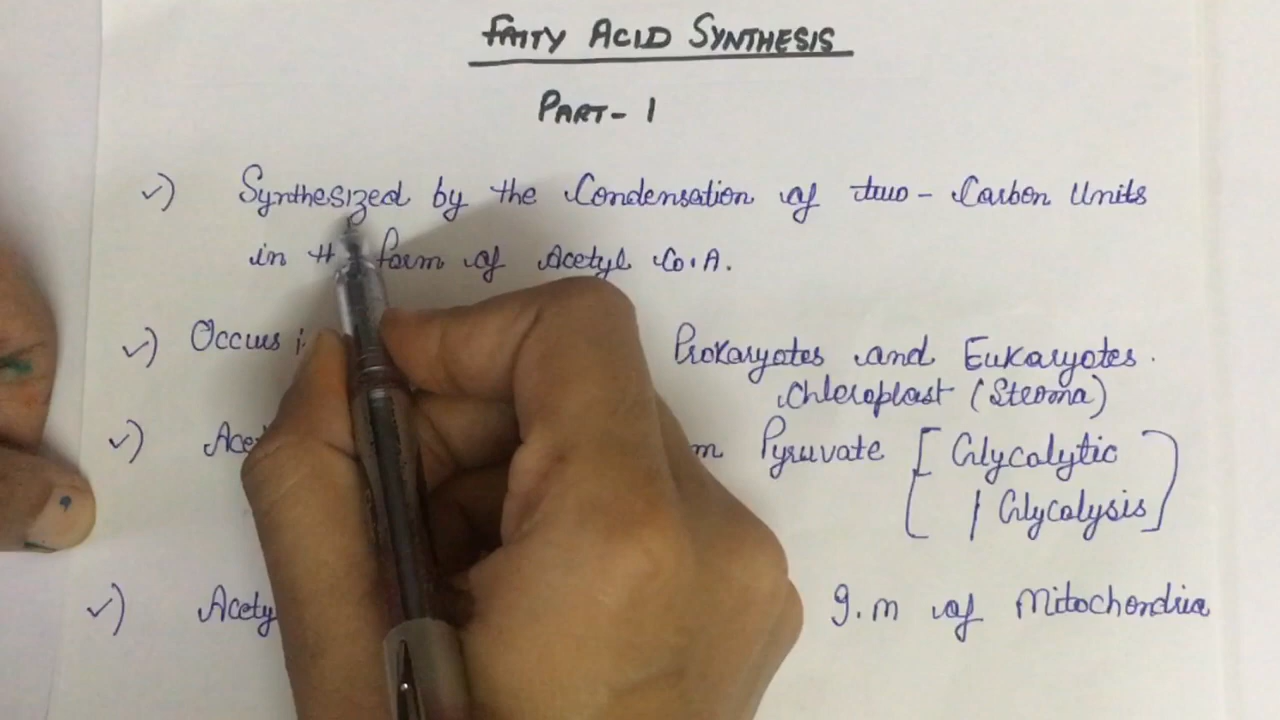 FATTY ACID SYNTHESIS
PART- 1
✓) Synthesized by the Condensation of two - Carbon Units
in form of Acetyl Co.A.
✓) Occurs Prokaryotes and Eukaryotes.
Chloroplast (Stroma)
✓) Pyruvate [ Glycolytic
/ Glycolysis ]
✓) of Mitochondria